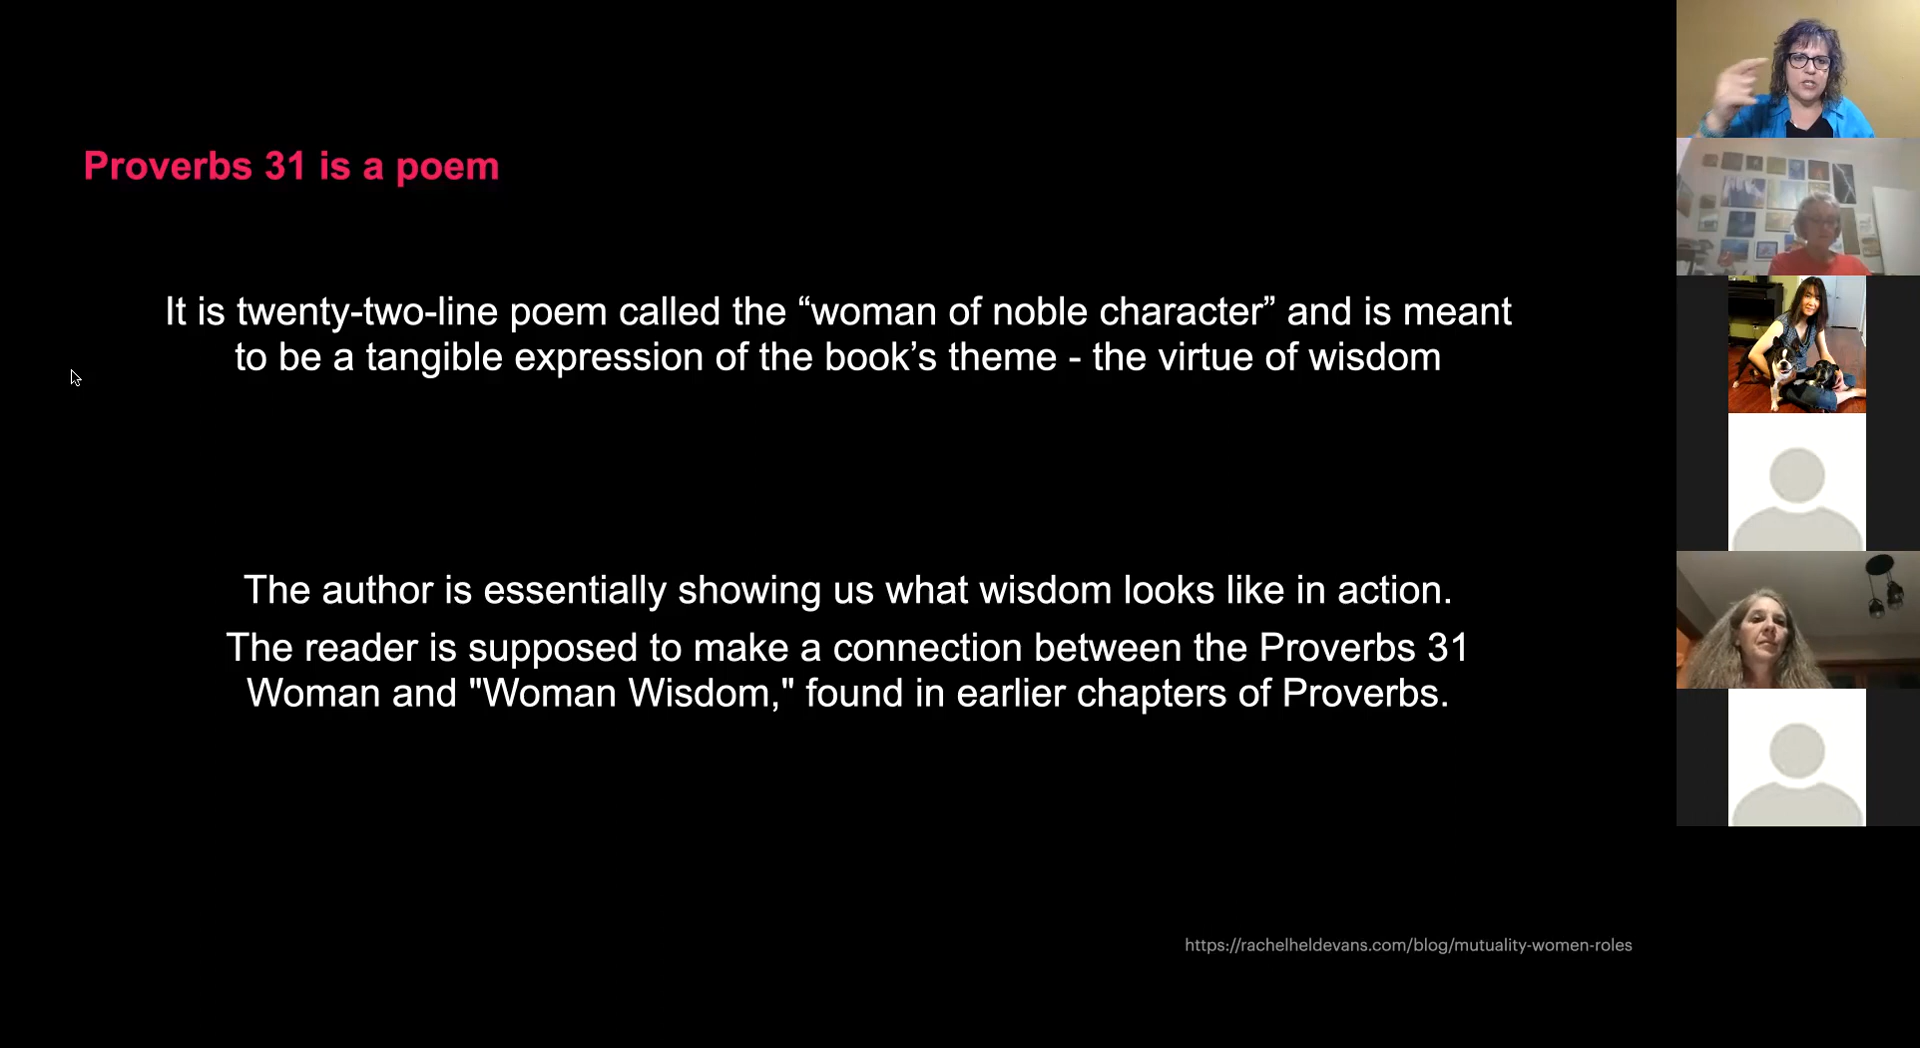 Proverbs 31 is a poem
It is twenty-two-line poem called the “woman of noble character” and is meant
to be a tangible expression of the book’s theme - the virtue of wisdom
The author is essentially showing us what wisdom looks like in action.
The reader is supposed to make a connection between the Proverbs 31
Woman and "Woman Wisdom," found in earlier chapters of Proverbs.
https://rachelheldevans.com/blog/mutuality-women-roles